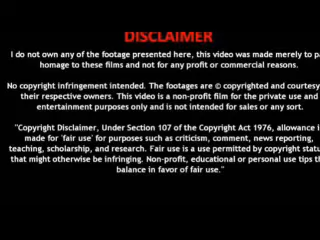 DISCLAIMER
I do not own any of the footage presented here, this video was made merely to pa
homage to these films and not for any profit or commercial reasons.
No copyright infringement intended. The footages are © copyrighted and courtesy
their respective owners. This video is a non-profit film for the private use and
entertainment purposes only and is not intended for sales or any sort.
"Copyright Disclaimer, Under Section 107 of the Copyright Act 1976, allowance i
made for 'fair use' for purposes such as criticism, comment, news reporting,
teaching, scholarship, and research. Fair use is a use permitted by copyright statu
that might otherwise be infringing. Non-profit, educational or personal use tips th
balance in favor of fair use."